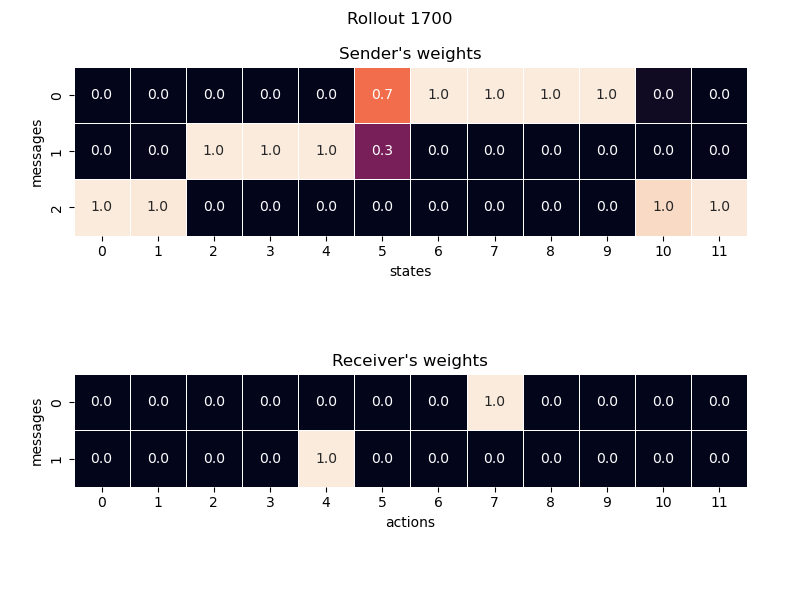 Rollout 1700
Sender's weights
0 0.0 0.0 0.0 0.0 0.0 0.7 1.0 1.0 1.0 1.0 0.0 0.0
1 0.0 0.0 1.0 1.0 1.0 0.3 0.0 0.0 0.0 0.0 0.0 0.0
2 1.0 1.0 0.0 0.0 0.0 0.0 0.0 0.0 0.0 0.0 1.0 1.0
messages
0 1 2 3 4 5 6 7 8 9 10 11
states
Receiver's weights
0 0.0 0.0 0.0 0.0 0.0 0.0 0.0 1.0 0.0 0.0 0.0 0.0
1 0.0 0.0 0.0 0.0 1.0 0.0 0.0 0.0 0.0 0.0 0.0 0.0
messages
0 1 2 3 4 5 6 7 8 9 10 11
actions